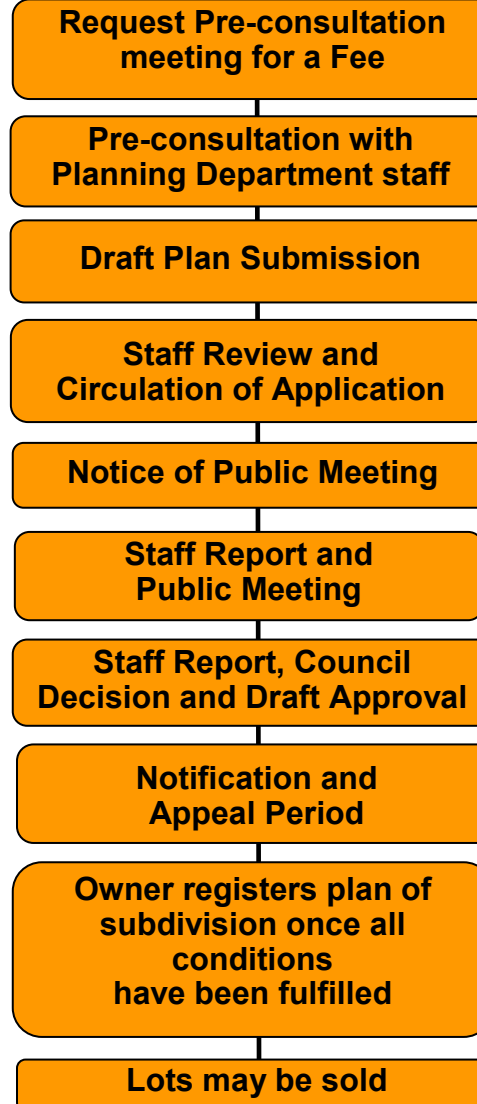 Request Pre-consultation
meeting for a Fee
Pre-consultation with
Planning Department staff
Draft Plan Submission
Staff Review and
Circulation of Application
Notice of Public Meeting
Staff Report and
Public Meeting
Staff Report, Council
Decision and Draft Approval
Notification and
Appeal Period
Owner registers plan of
subdivision once all
conditions
have been fulfilled
Lots may be sold